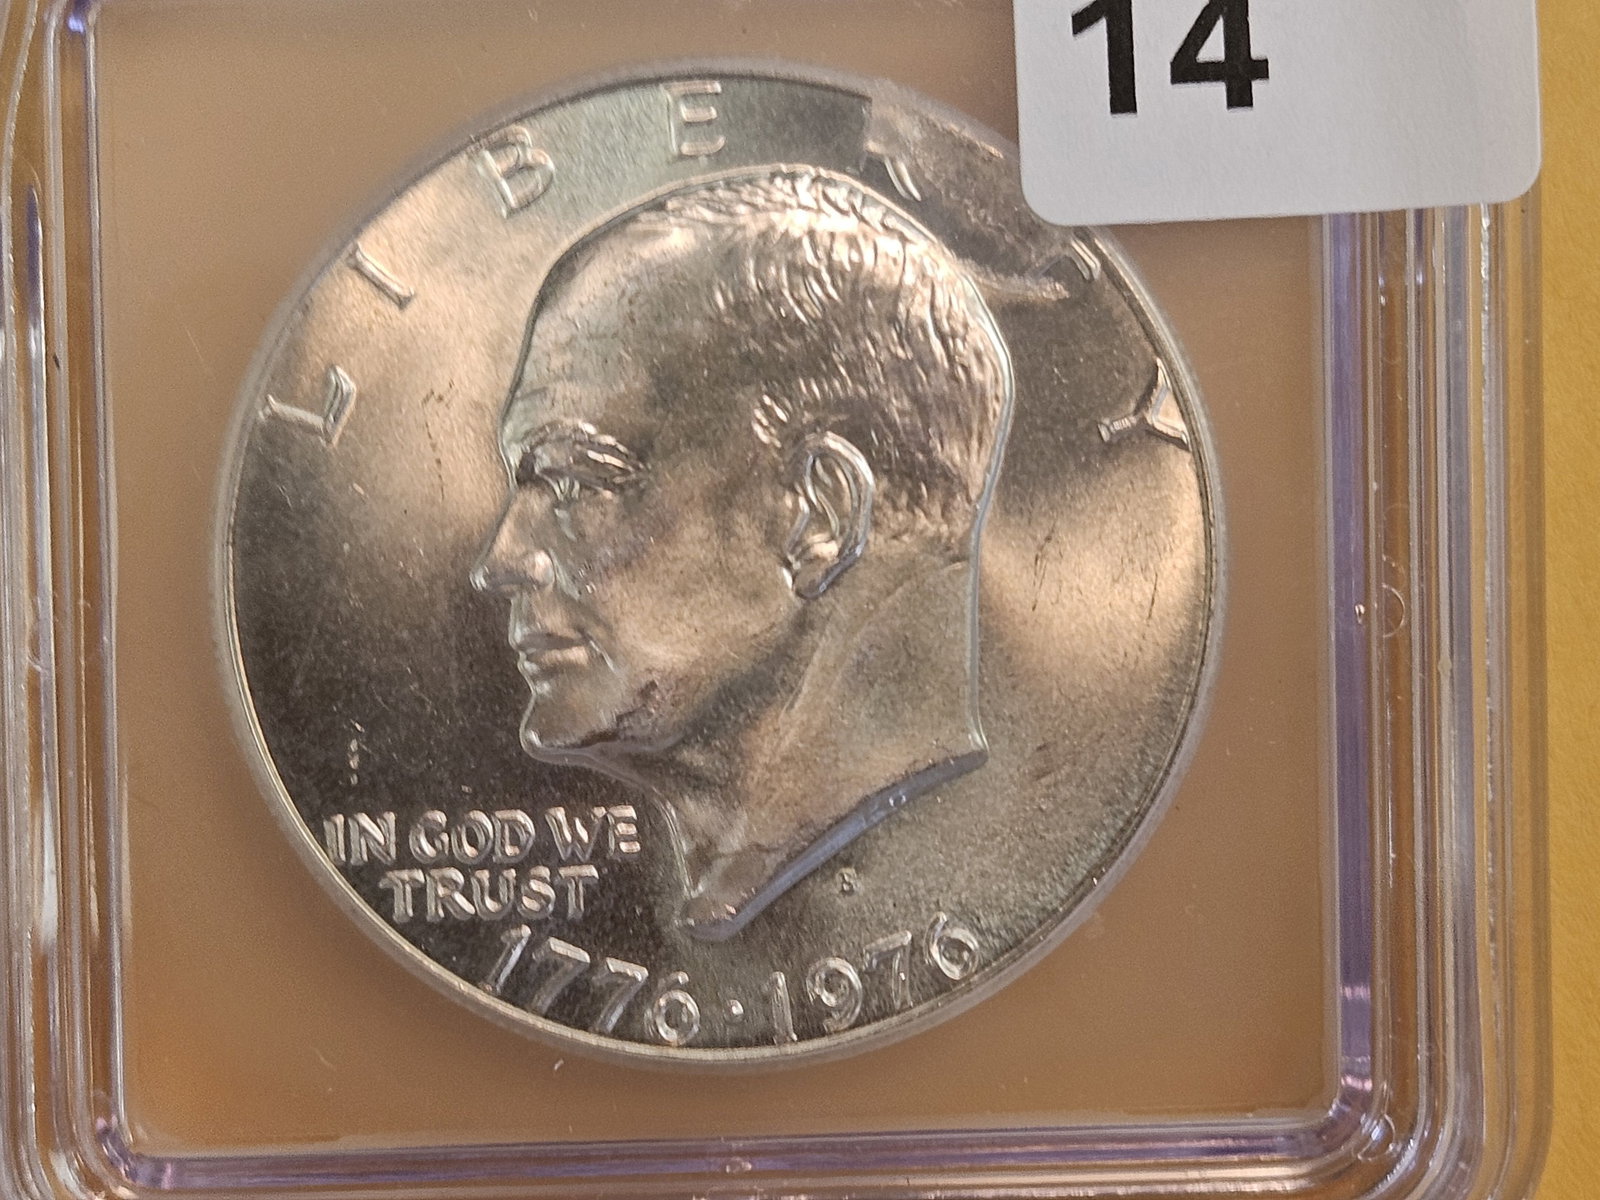 14
LIBERTY
IN GOD WE
TRUST
S
1776·1976